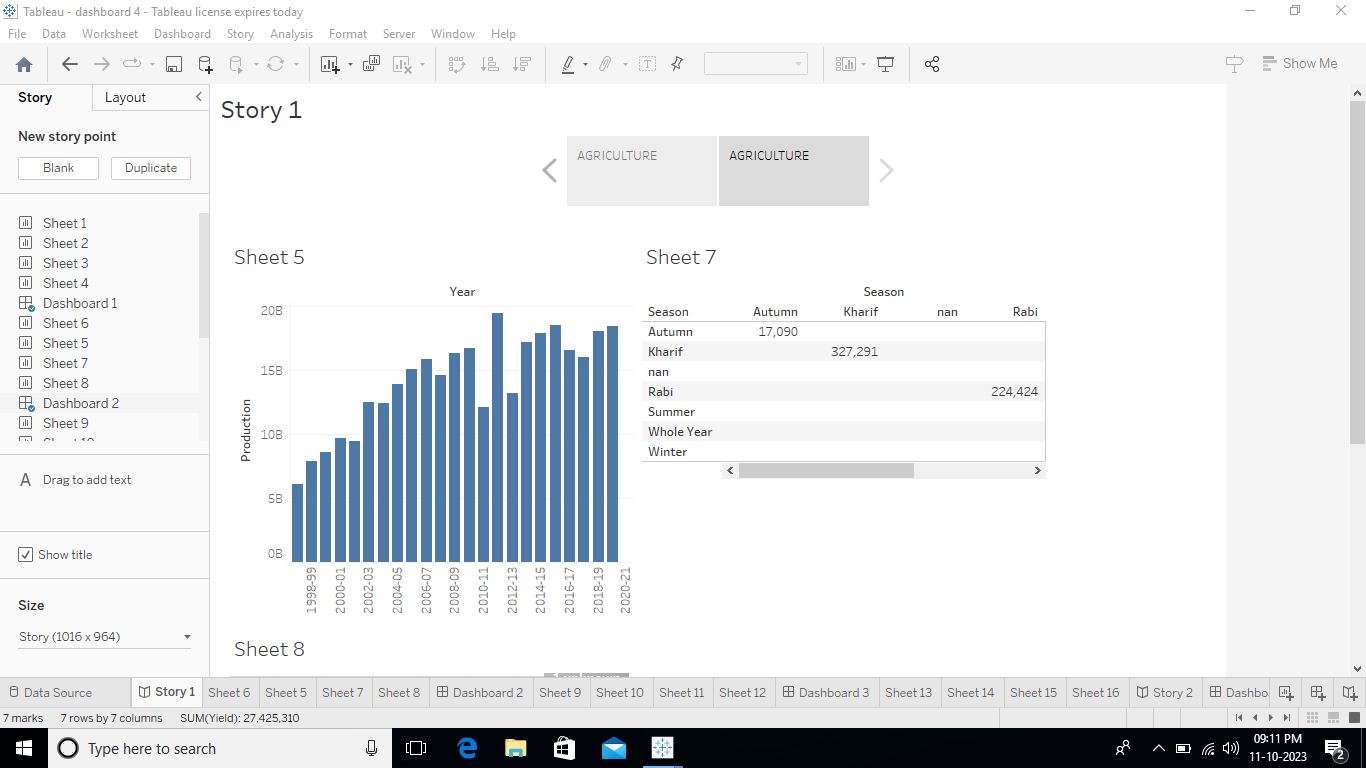 Tableau - dashboard 4 - Tableau license expires today
File Data Worksheet Dashboard Story Analysis Format Server Window Help
Show Me
Story Layout
New story point
Blank Duplicate
Sheet 1
Sheet 2
Sheet 3
Sheet 4
Dashboard 1
Sheet 6
Sheet 5
Sheet 7
Sheet 8
Dashboard 2
Sheet 9
A Drag to add text
Show title
Size
Story (1016 x 964)
Story 1
AGRICULTURE AGRICULTURE
Sheet 5
Year
Production
20B
15B
10B
5B
0B
1998-99 2000-01 2002-03 2004-05 2006-07 2008-09 2010-11 2012-13 2014-15 2016-17 2018-19 2020-21
Sheet 7
Season
Season Autumn Kharif nan Rabi
Autumn 17,090
Kharif 327,291
nan
Rabi 224,424
Summer
Whole Year
Winter
Sheet 8
Data Source Story 1 Sheet 6 Sheet 5 Sheet 7 Sheet 8 Dashboard 2 Sheet 9 Sheet 10 Sheet 11 Sheet 12 Dashboard 3 Sheet 13 Sheet 14 Sheet 15 Sheet 16 Story 2 Dashbo
7 marks 7 rows by 7 columns SUM(Yield): 27,425,310
Type here to search
09:11 PM
11-10-2023
2